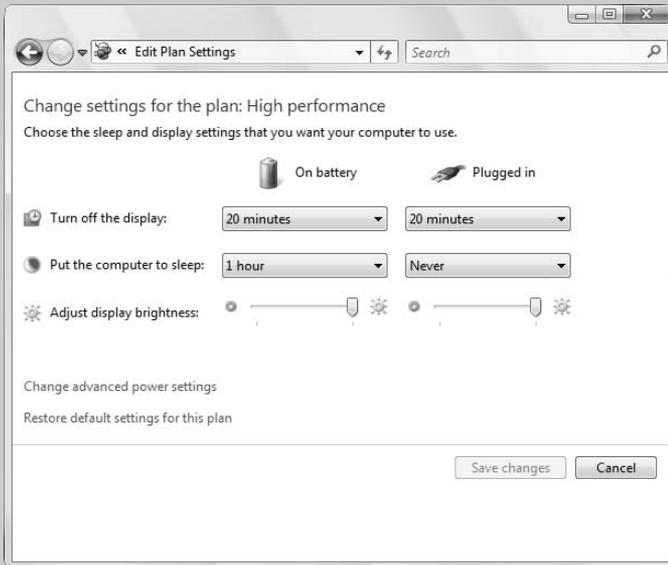 « Edit Plan Settings
Search
Change settings for the plan: High performance
Choose the sleep and display settings that you want your computer to use.
On battery Plugged in
Turn off the display: 20 minutes 20 minutes
Put the computer to sleep: 1 hour Never
Adjust display brightness:
Change advanced power settings
Restore default settings for this plan
Save changes Cancel